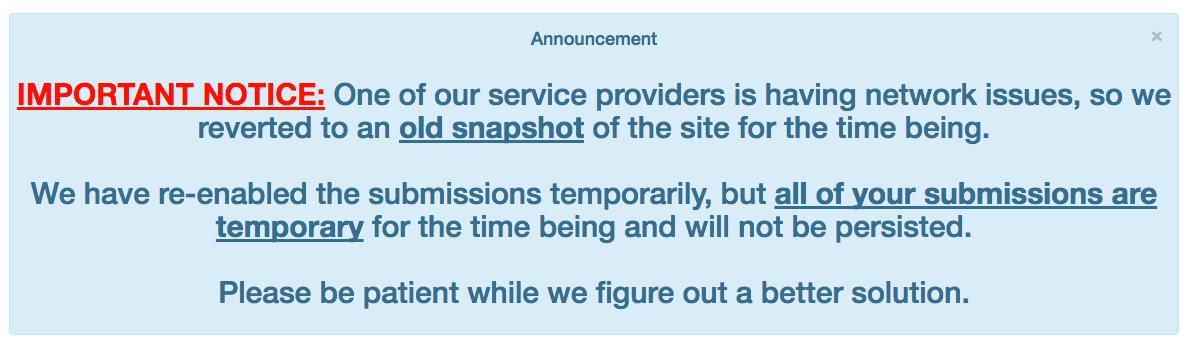 Announcement
×
IMPORTANT NOTICE: One of our service providers is having network issues, so we
reverted to an old snapshot of the site for the time being.
We have re-enabled the submissions temporarily, but all of your submissions are
temporary for the time being and will not be persisted.
Please be patient while we figure out a better solution.